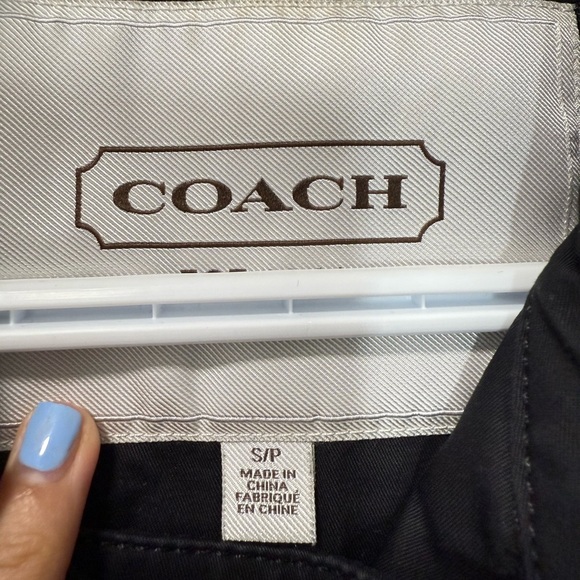 COACH
S/P
MADE IN
CHINA
FABRIQUÉ
EN CHINE